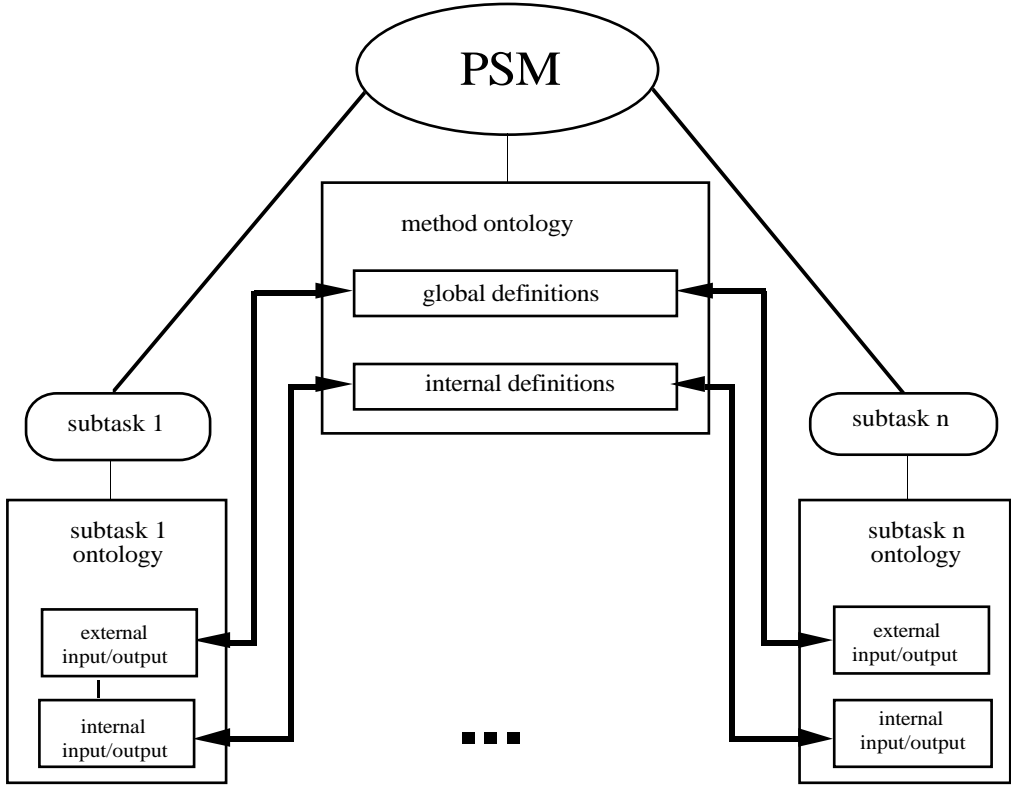 PSM
method ontology
global definitions
internal definitions
subtask 1
subtask 1
ontology
external
input/output
internal
input/output
subtask n
subtask n
ontology
external
input/output
internal
input/output